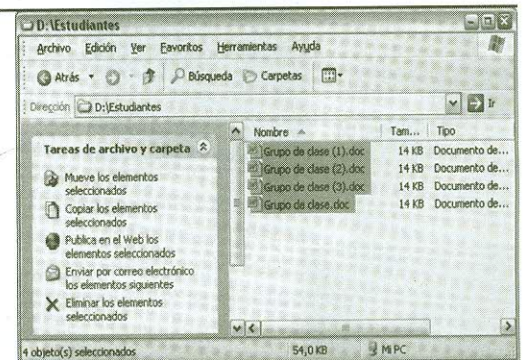 D:\Estudiantes
Archivo Edición Ver Favoritos Herramientas Ayuda
Atrás Búsqueda Carpetas
Dirección D:\Estudiantes Ir
Tareas de archivo y carpeta
Mueve los elementos
seleccionados
Copiar los elementos
seleccionados
Publica en el Web los
elementos seleccionados
Enviar por correo electrónico
los elementos siguientes
Eliminar los elementos
seleccionados
Nombre Tam... Tipo
Grupo de clase (1).doc 14 KB Documento de...
Grupo de clase (2).doc 14 KB Documento de...
Grupo de clase (3).doc 14 KB Documento de...
Grupo de clase.doc 14 KB Documento de...
4 objeto(s) seleccionados 54,0 KB Mi PC